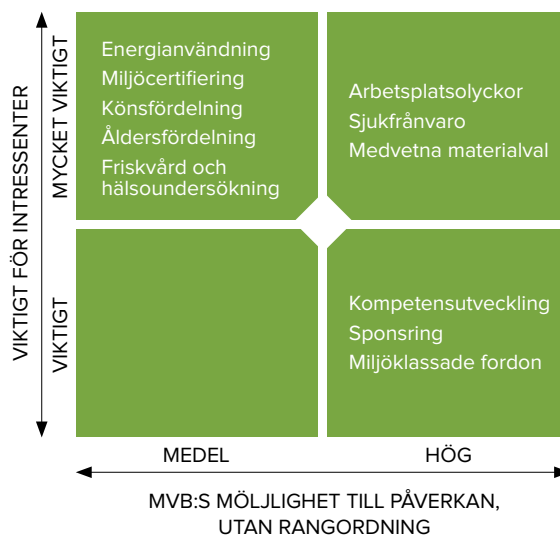 VIKTIGT FÖR INTRESSENTER
MYCKET VIKTIGT
Energianvändning
Miljöcertifiering
Könsfördelning
Åldersfördelning
Friskvård och
hälsoundersökning
Arbetsplatsolyckor
Sjukfrånvaro
Medvetna materialval
VIKTIGT
Kompetensutveckling
Sponsring
Miljöklassade fordon
MEDEL
HÖG
MVB:S MÖLJLIGHET TILL PÅVERKAN,
UTAN RANGORDNING